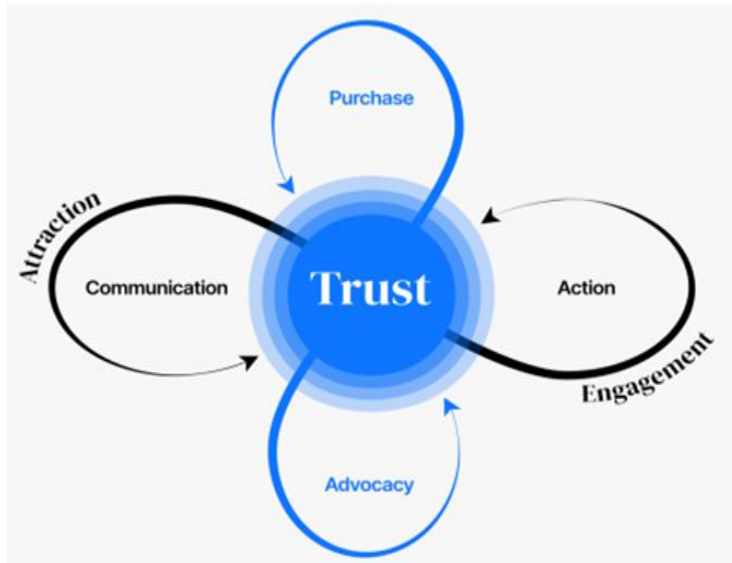 Purchase
Attraction
Communication
Trust
Action
Engagement
Advocacy